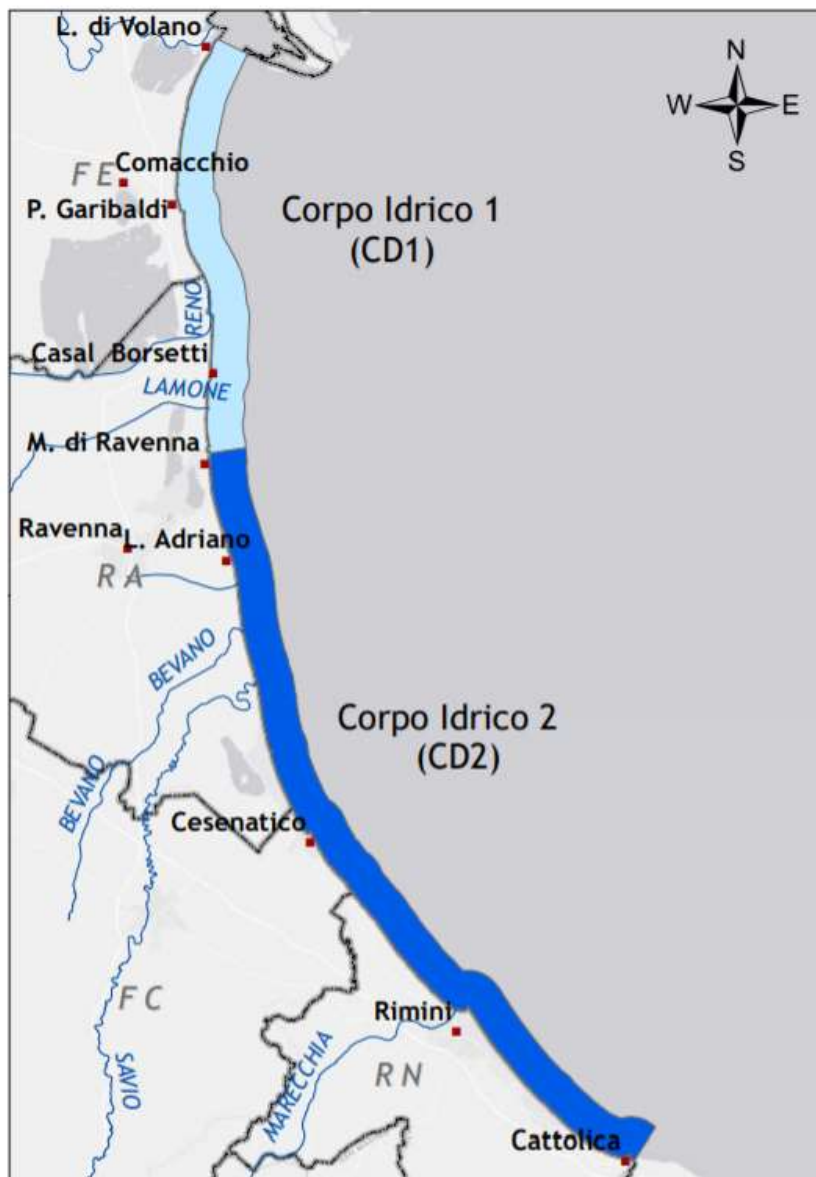 L. di Volano
N
W E
S
Comacchio
F E
P. Garibaldi
Corpo Idrico 1
(CD1)
RENO
Casal Borsetti
LAMONE
M. di Ravenna
Ravenna
L. Adriano
R A
BEVANO
Corpo Idrico 2
(CD2)
BEVANO
Cesenatico
F C
Rimini
SAVIO
MARECCHIA
R N
Cattolica